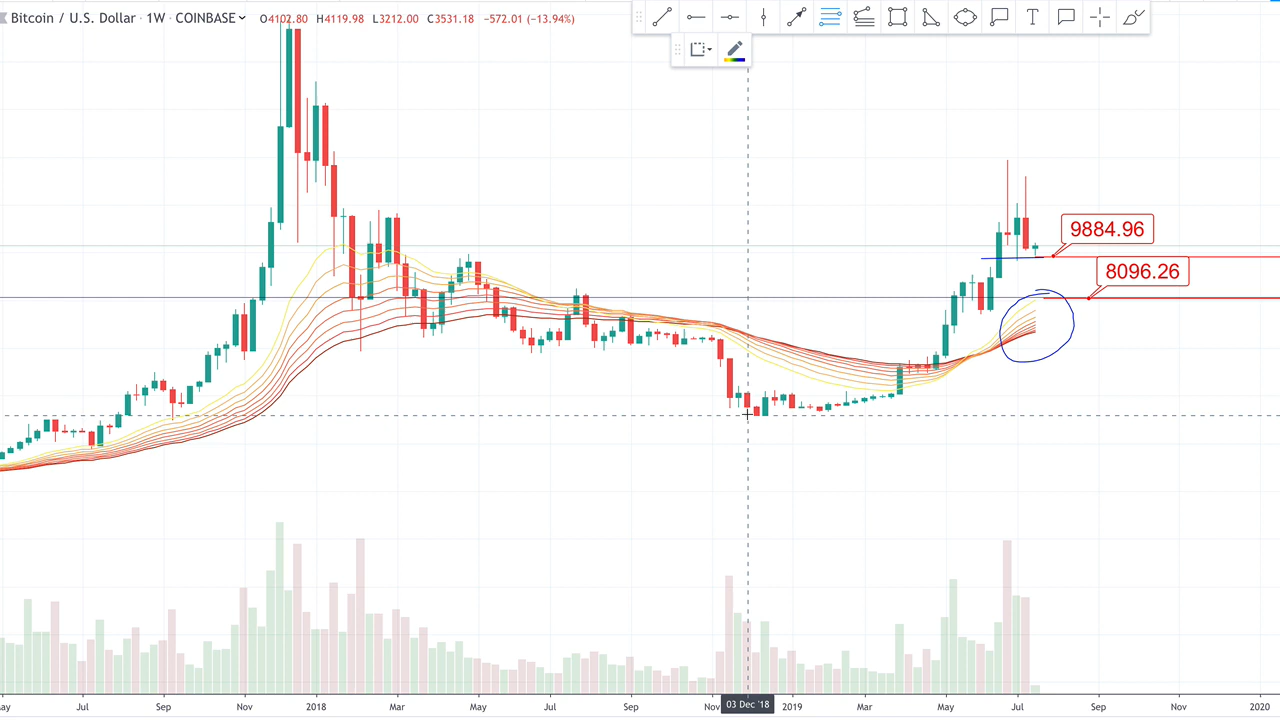 Bitcoin / U.S. Dollar · 1W · COINBASE O4102.80 H4119.98 L3212.00 C3531.18 −572.01 (−13.94%)
T
9884.96
8096.26
ay Jul Sep Nov 2018 Mar May Jul Sep Nov 03 Dec '18 2019 Mar May Jul Sep Nov 2020